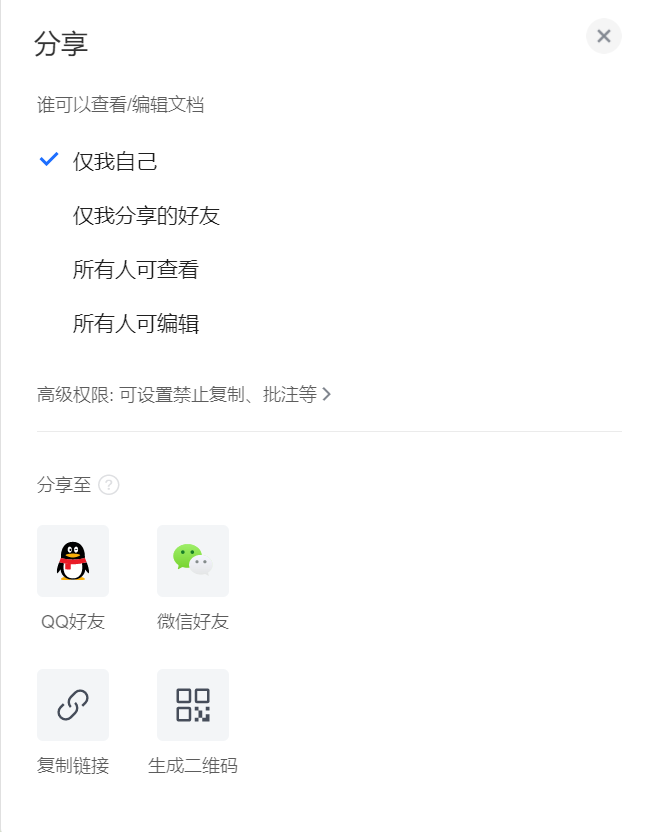 分享
谁可以查看/编辑文档
仅我自己
仅我分享的好友
所有人可查看
所有人可编辑
高级权限: 可设置禁止复制、批注等
分享至 ?
QQ好友 微信好友
复制链接 生成二维码